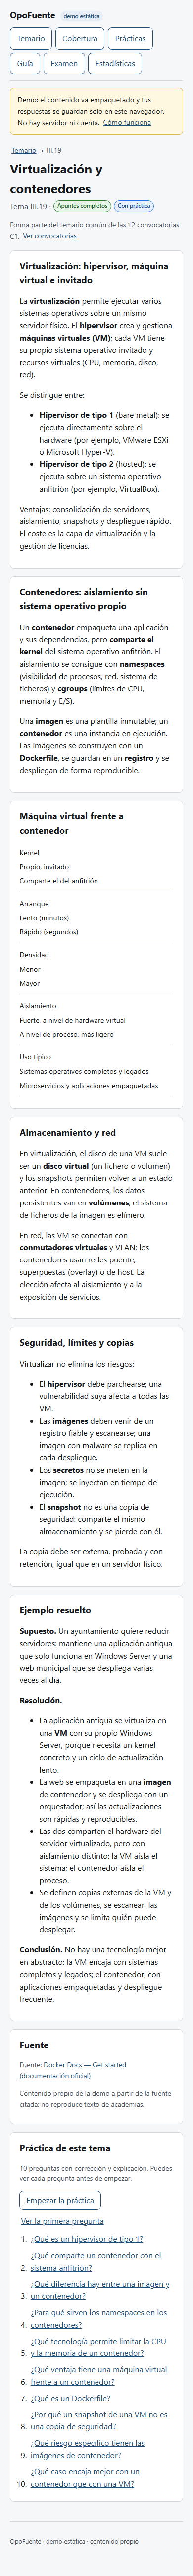 OpoFuente demo estática
Temario Cobertura Prácticas
Guía Examen Estadísticas
Demo: el contenido va empaquetado y tus
respuestas se guardan solo en este navegador.
No hay servidor ni cuenta. Cómo funciona
Temario › III.19
Virtualización y
contenedores
Tema III.19 · Apuntes completos Con práctica
Forma parte del temario común de las 12 convocatorias
C1. Ver convocatorias
Virtualización: hipervisor, máquina
virtual e invitado
La virtualización permite ejecutar varios
sistemas operativos sobre un mismo
servidor físico. El hipervisor crea y gestiona
máquinas virtuales (VM); cada VM tiene
su propio sistema operativo invitado y
recursos virtuales (CPU, memoria, disco,
red).
Se distingue entre:
• Hipervisor de tipo 1 (bare metal): se
ejecuta directamente sobre el
hardware (por ejemplo, VMware ESXi
o Microsoft Hyper-V).
• Hipervisor de tipo 2 (hosted): se
ejecuta sobre un sistema operativo
anfitrión (por ejemplo, VirtualBox).
Ventajas: consolidación de servidores,
aislamiento, snapshots y despliegue rápido.
El coste es la capa de virtualización y la
gestión de licencias.
Contenedores: aislamiento sin
sistema operativo propio
Un contenedor empaqueta una aplicación
y sus dependencias, pero comparte el
kernel del sistema operativo anfitrión. El
aislamiento se consigue con namespaces
(visibilidad de procesos, red, sistema de
ficheros) y cgroups (límites de CPU,
memoria y E/S).
Una imagen es una plantilla inmutable; un
contenedor es una instancia en ejecución.
Las imágenes se construyen con un
Dockerfile, se guardan en un registro y se
despliegan de forma reproducible.
Máquina virtual frente a
contenedor
Kernel
Propio, invitado
Comparte el del anfitrión
Arranque
Lento (minutos)
Rápido (segundos)
Densidad
Menor
Mayor
Aislamiento
Fuerte, a nivel de hardware virtual
A nivel de proceso, más ligero
Uso típico
Sistemas operativos completos y legados
Microservicios y aplicaciones empaquetadas
Almacenamiento y red
En virtualización, el disco de una VM suele
ser un disco virtual (un fichero o volumen)
y los snapshots permiten volver a un estado
anterior. En contenedores, los datos
persistentes van en volúmenes; el sistema
de ficheros de la imagen es efímero.
En red, las VM se conectan con
conmutadores virtuales y VLAN; los
contenedores usan redes puente,
superpuestas (overlay) o de host. La
elección afecta al aislamiento y a la
exposición de servicios.
Seguridad, límites y copias
Virtualizar no elimina los riesgos:
• El hipervisor debe parchearse; una
vulnerabilidad suya afecta a todas las
VM.
• Las imágenes deben venir de un
registro fiable y escanearse; una
imagen con malware se replica en
cada despliegue.
• Los secretos no se meten en la
imagen; se inyectan en tiempo de
ejecución.
• El snapshot no es una copia de
seguridad: comparte el mismo
almacenamiento y se pierde con él.
La copia debe ser externa, probada y con
retención, igual que en un servidor físico.
Ejemplo resuelto
Supuesto. Un ayuntamiento quiere reducir
servidores: mantiene una aplicación antigua
que solo funciona en Windows Server y una
web municipal que se despliega varias
veces al día.
Resolución.
• La aplicación antigua se virtualiza en
una VM con su propio Windows
Server, porque necesita un kernel
concreto y un ciclo de actualización
lento.
• La web se empaqueta en una imagen
de contenedor y se despliega con un
orquestador; así las actualizaciones
son rápidas y reproducibles.
• Las dos comparten el hardware del
servidor virtualizado, pero con
aislamiento distinto: la VM aísla el
sistema; el contenedor aísla el
proceso.
• Se definen copias externas de la VM y
de los volúmenes, se escanean las
imágenes y se limita quién puede
desplegar.
Conclusión. No hay una tecnología mejor
en abstracto: la VM encaja con sistemas
completos y legados; el contenedor, con
aplicaciones empaquetadas y despliegue
frecuente.
Fuente
Fuente: Docker Docs — Get started
(documentación oficial)
Contenido propio de la demo a partir de la fuente
citada; no reproduce texto de academias.
Práctica de este tema
10 preguntas con corrección y explicación. Puedes
ver cada pregunta antes de empezar.
Empezar la práctica
Ver la primera pregunta
1. ¿Qué es un hipervisor de tipo 1?
2. ¿Qué comparte un contenedor con el
sistema anfitrión?
3. ¿Qué diferencia hay entre una imagen y
un contenedor?
4. ¿Para qué sirven los namespaces en los
contenedores?
5. ¿Qué tecnología permite limitar la CPU
y la memoria de un contenedor?
6. ¿Qué ventaja tiene una máquina virtual
frente a un contenedor?
7. ¿Qué es un Dockerfile?
8. ¿Por qué un snapshot de una VM no es
una copia de seguridad?
9. ¿Qué riesgo específico tienen las
imágenes de contenedor?
10. ¿Qué caso encaja mejor con un
contenedor que con una VM?
OpoFuente · demo estática · contenido propio